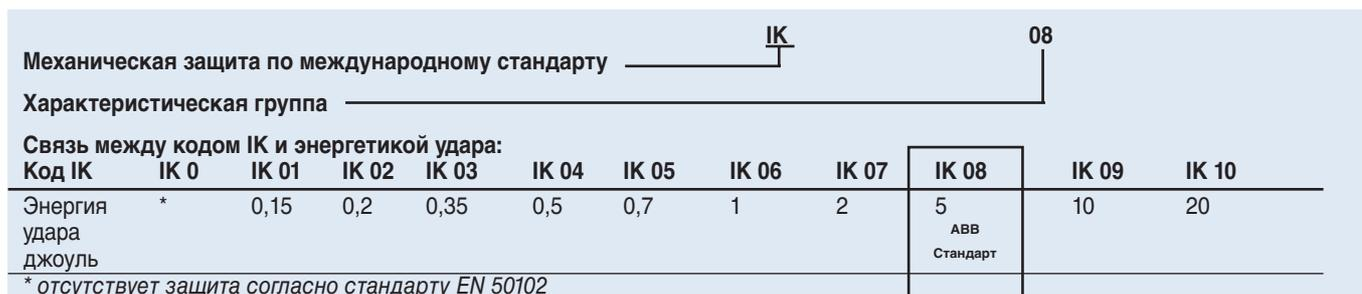 IK 08
Механическая защита по международному стандарту
Характеристическая группа
Связь между кодом IK и энергетикой удара:
Код IK IK 0 IK 01 IK 02 IK 03 IK 04 IK 05 IK 06 IK 07 IK 08 IK 09 IK 10
Энергия * 0,15 0,2 0,35 0,5 0,7 1 2 5 10 20
удара ABB
джоуль Стандарт
* отсутствует защита согласно стандарту EN 50102